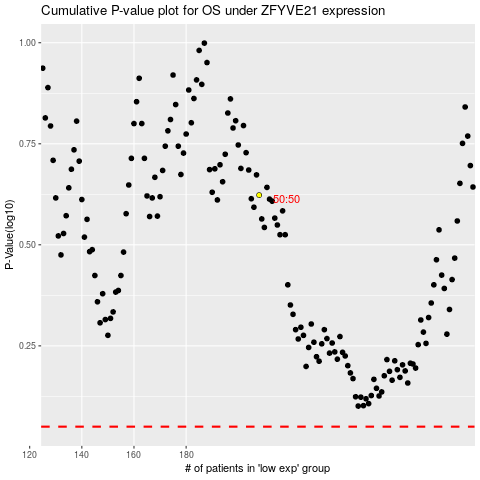 Cumulative P-value plot for OS under ZFYVE21 expression
P-Value(log10)
1.00
0.75
0.50
0.25
50:50
120 140 160 180
# of patients in 'low exp' group